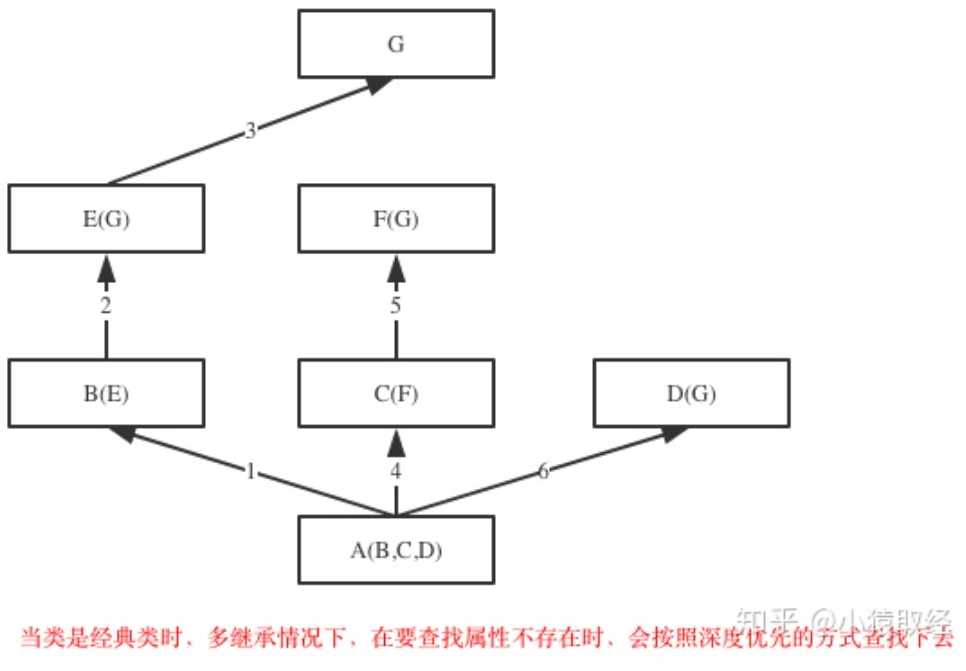 G
3
E(G)
F(G)
2
5
B(E)
C(F)
D(G)
1
4
6
A(B,C,D)
知乎 @小猿取经
当类是经典类时、多继承情况下、在要查找属性不存在时、会按照深度优先的方式查找下去